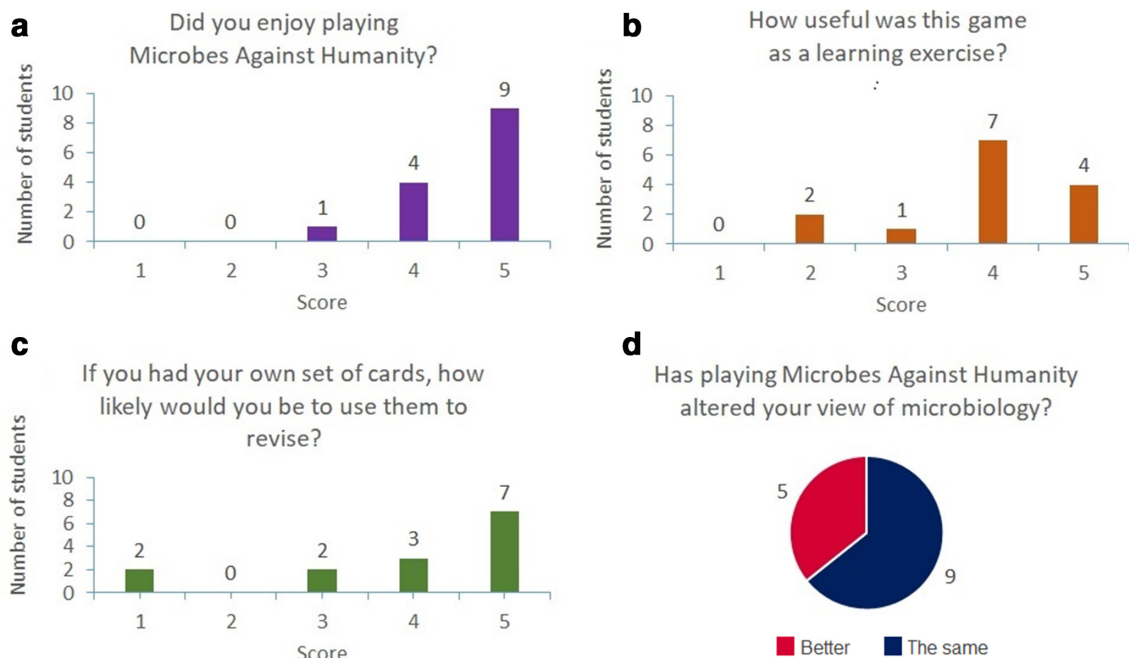 a
Did you enjoy playing
Microbes Against Humanity?
Number of students
10
8
6
4
2
0
0
0
1
4
9
1
2
3
4
5
Score
b
How useful was this game
as a learning exercise?
:
Number of students
10
8
6
4
2
0
0
2
1
7
4
1
2
3
4
5
Score
c
If you had your own set of cards, how
likely would you be to use them to
revise?
Number of students
10
8
6
4
2
0
2
0
2
3
7
1
2
3
4
5
Score
d
Has playing Microbes Against Humanity
altered your view of microbiology?
5
9
Better
The same